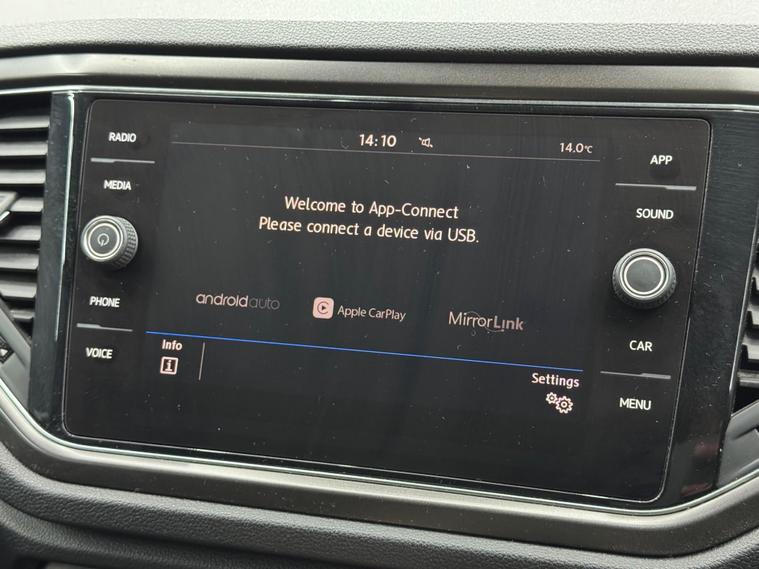 RADIO
MEDIA
PHONE
VOICE
14:10
14.0°C
Welcome to App-Connect
Please connect a device via USB.
androidauto
Apple CarPlay
MirrorLink
Info
i
Settings
APP
SOUND
CAR
MENU